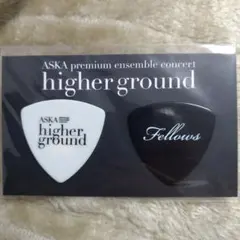 ASKA premium ensemble concert
higher ground
ASKA
higher
ground
Fellows